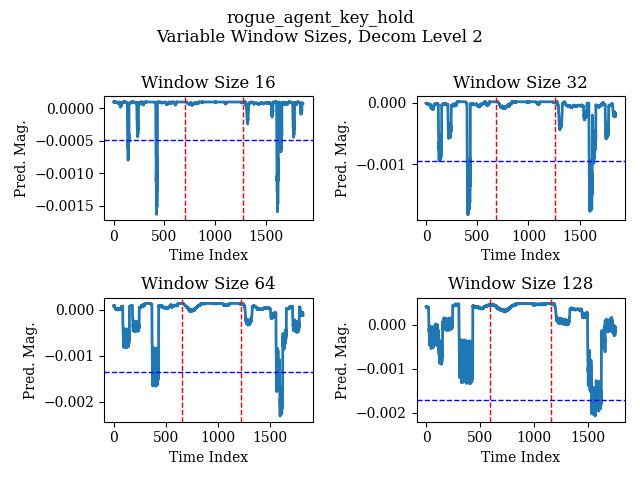 rogue_agent_key_hold
Variable Window Sizes, Decom Level 2
Window Size 16
Pred. Mag.
0.0000
−0.0005
−0.0010
−0.0015
0 500 1000 1500
Time Index
Window Size 32
Pred. Mag.
0.000
−0.001
0 500 1000 1500
Time Index
Window Size 64
Pred. Mag.
0.000
−0.001
−0.002
0 500 1000 1500
Time Index
Window Size 128
Pred. Mag.
0.000
−0.001
−0.002
0 500 1000 1500
Time Index